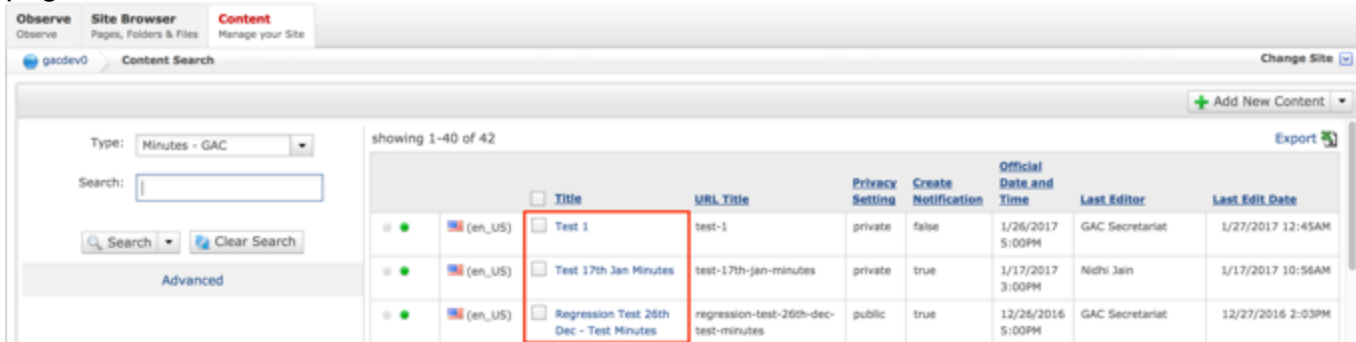 Observe Site Browser Content
Observe Pages, Folders & Files Manage your Site
gacdev0 Content Search Change Site
Add New Content
Type: Minutes - GAC
Search:
Search Clear Search
Advanced
showing 1-40 of 42 Export
Title URL Title Privacy Setting Create Notification Official Date and Time Last Editor Last Edit Date
(en_US) Test 1 test-1 private false 1/26/2017 GAC Secretariat 1/27/2017 12:45AM
5:00PM
(en_US) Test 17th Jan Minutes test-17th-jan-minutes private true 1/17/2017 Nidhi Jain 1/17/2017 10:56AM
3:00PM
(en_US) Regression Test 26th regression-test-26th-dec- public true 12/26/2016 GAC Secretariat 12/27/2016 2:03PM
Dec - Test Minutes test-minutes 5:00PM